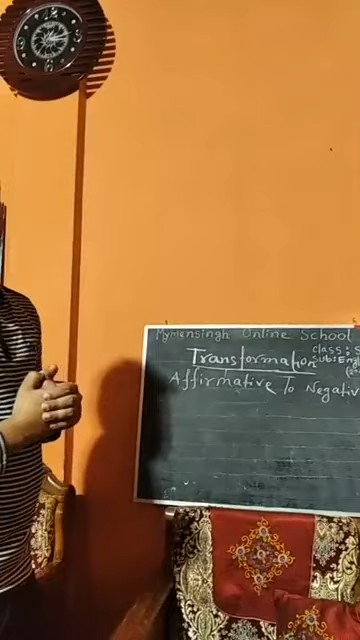 Mymensingh Online School
Transformation
class: S
Sub: Eng
Affirmative To Negativ